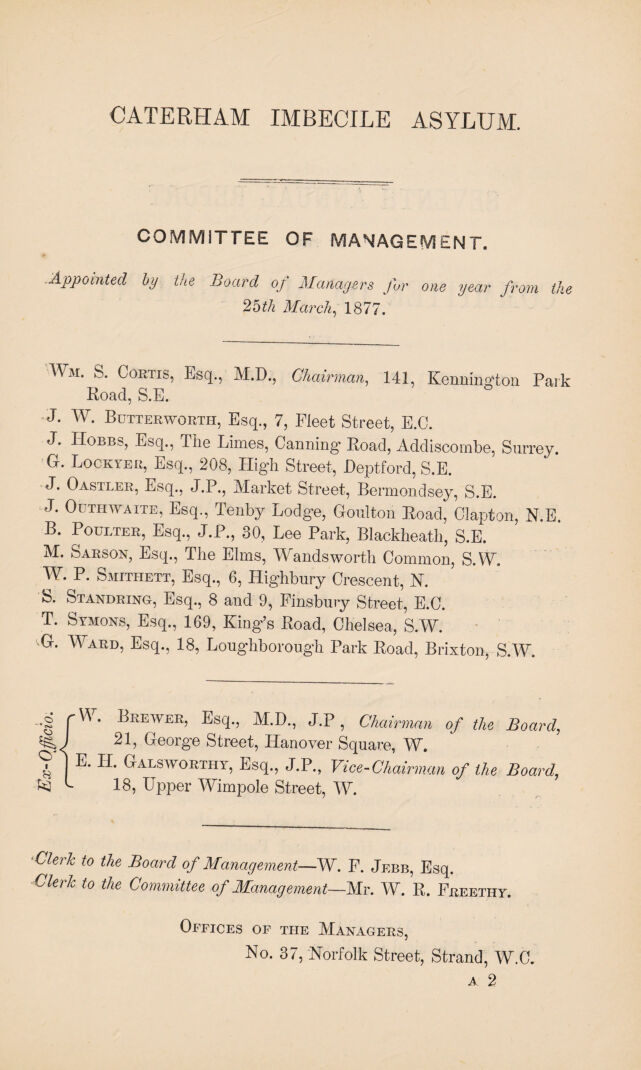 CATERHAM IMBECILE ASYLUM.
COMMITTEE OF MANAGEMENT.
Appointed by the Board of Managers for one year from the
25th March, 1877.
WM. S. CORTIS, Esq., M.D., Chairman, 141, Kennington Park
Road, S.E.
J. W. BUTTERWORTH, Esq., 7, Fleet Street, E.C.
J. HOBBS, Esq., The Limes, Canning Road, Addiscombe, Surrey.
G. LOCKYER, Esq., 208, High Street, Deptford, S.E.
J. OASTLER, Esq., J.P., Market Street, Bermondsey, S.E.
J. OUTHWAITE, Esq., Tenby Lodge, Goulton Road, Clapton, N.E.
B. POULTER, Esq., J.P., 30, Lee Park, Blackheath, S.E.
M. SARSON, Esq., The Elms, Wandsworth Common, S.W.
W. P. SMITHETT, Esq., 6, Highbury Crescent, N.
S. STANDRING, Esq., 8 and 9, Finsbury Street, E.C.
T. SYMONS, Esq., 169, King's Road, Chelsea, S.W.
G. WARD, Esq., 18, Loughborough Park Road, Brixton, S.W.
Ex-Officio.
W. BREWER, Esq., M.D., J.P , Chairman of the Board,
21, George Street, Hanover Square, W.
E. H. GALSWORTHY, Esq., J.P., Vice-Chairman of the Board,
18, Upper Wimpole Street, W.
Clerk to the Board of Management—W. F. JEBB, Esq.
Clerk to the Committee of Management—Mr. W. R. FREETHY.
OFFICES OF THE MANAGERS,
No. 37, Norfolk Street, Strand, W.C.
A 2